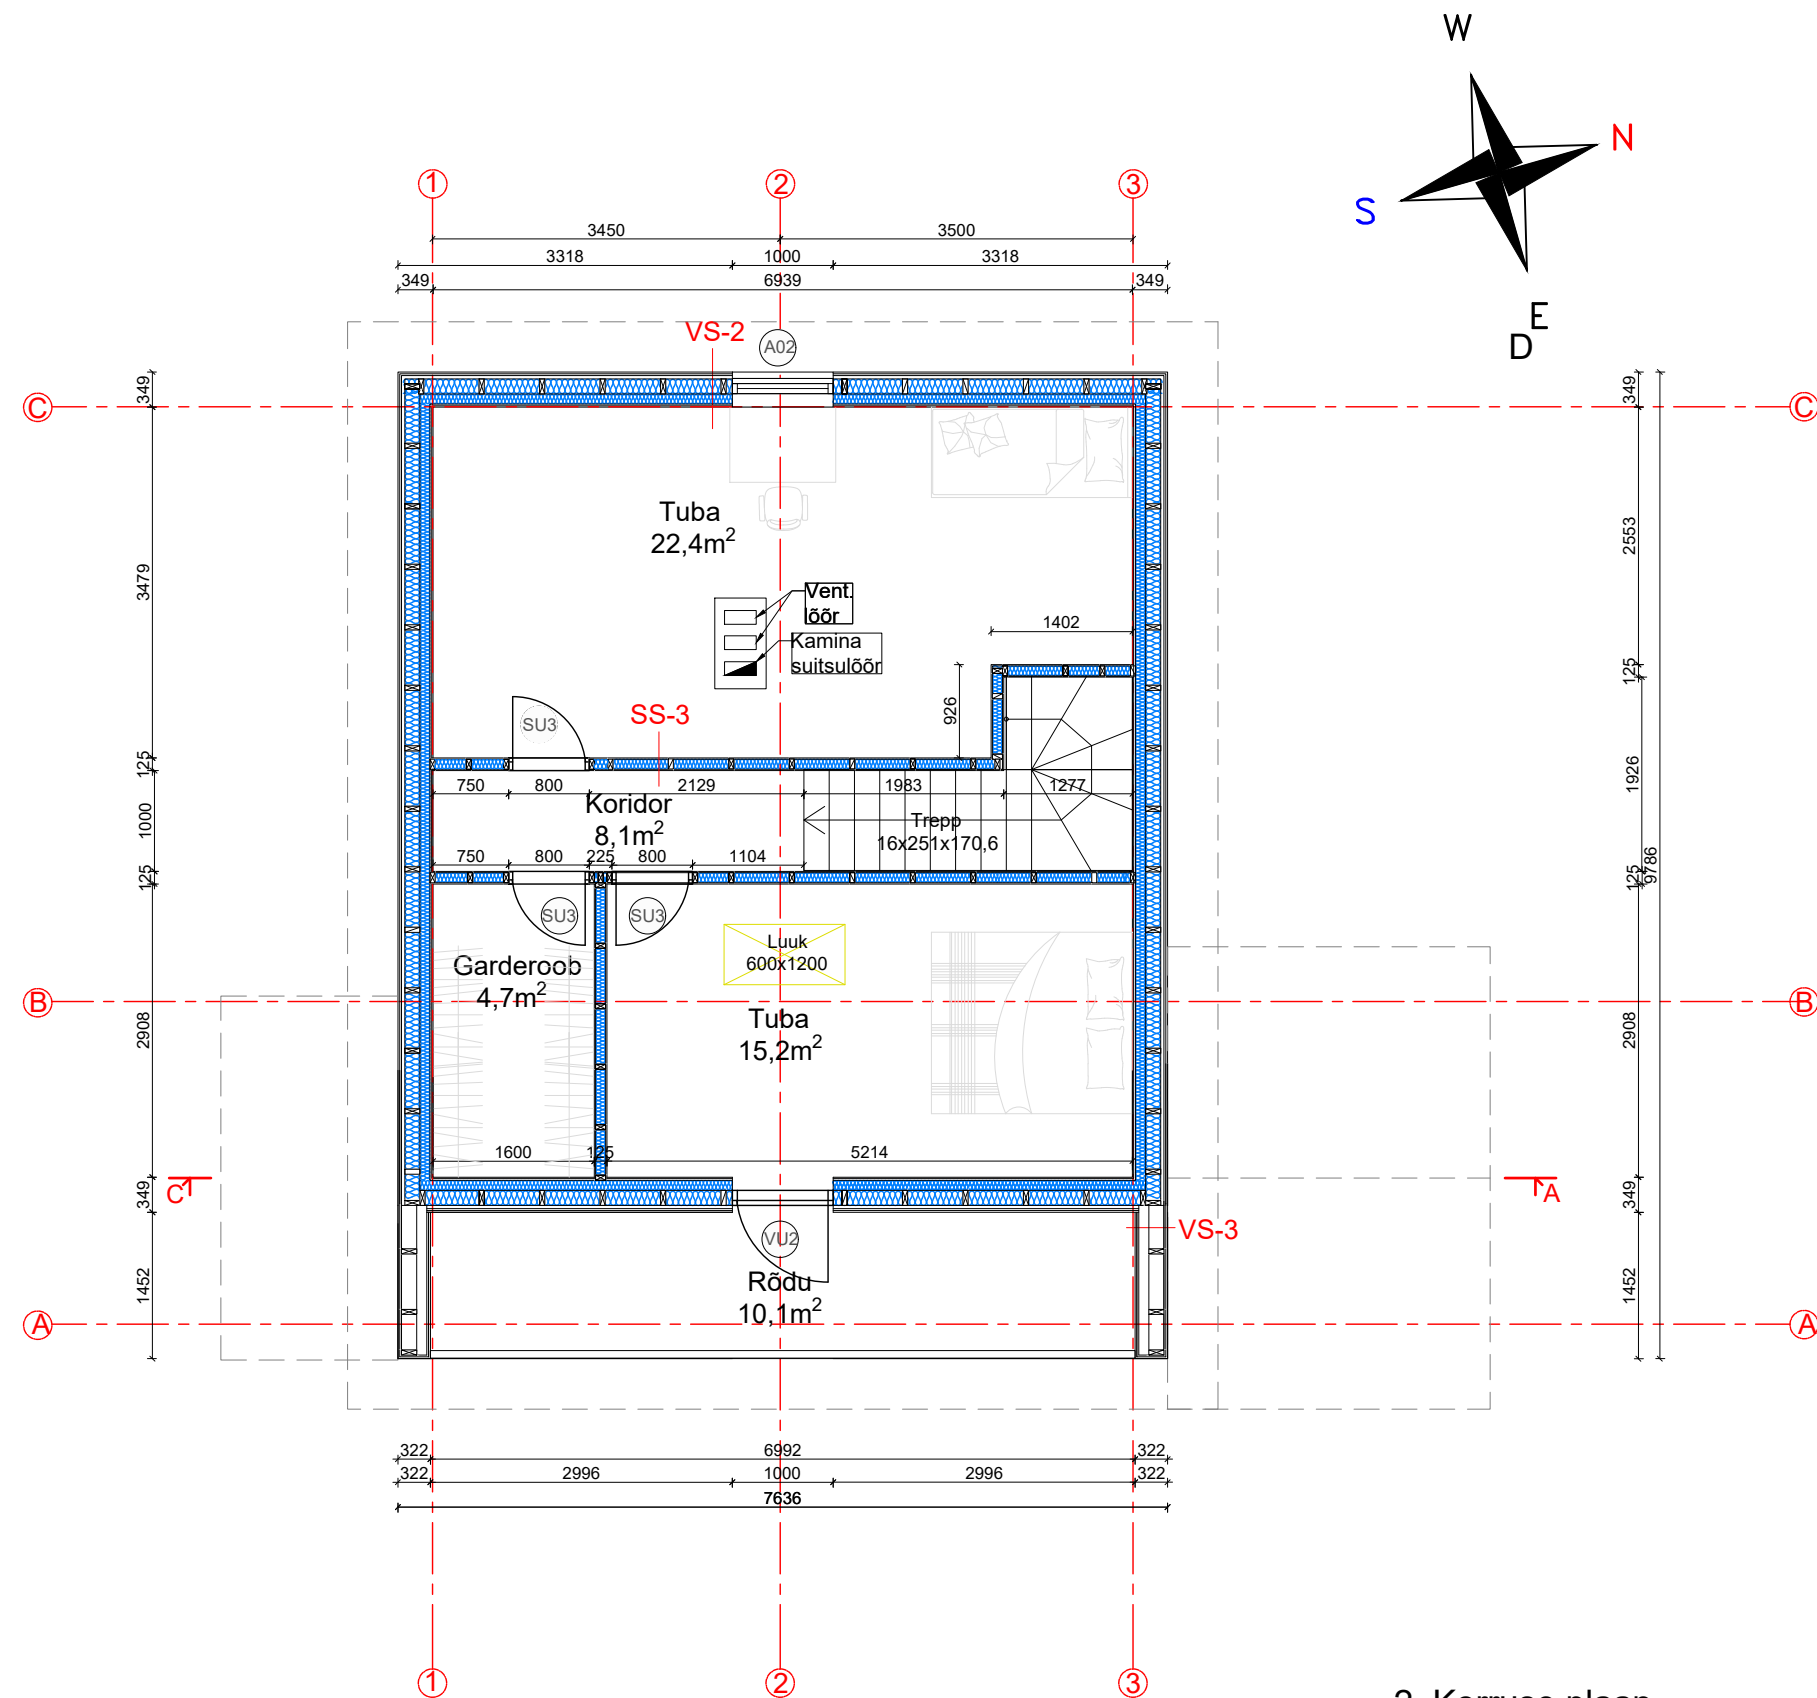 W
N
S
E
D
1
2
3
3450
3500
3318
1000
3318
349
6939
349
VS-2
A02
C
C
349
349
Tuba
22,4m²
3479
2553
Vent.
lõõr
Kamina
suitsulõõr
1402
125
926
SU3
SS-3
125
750
800
2129
1983
1277
1926
1000
Koridor
8,1m²
Trepp
16x251x170,6
750
800
225
800
1104
125
125
9786
SU3
SU3
Luuk
600x1200
Garderoob
4,7m²
B
B
Tuba
15,2m²
2908
2908
1600
125
5214
C
A
349
349
VS-3
VU2
Rõdu
10,1m²
1452
1452
A
A
322
6992
322
322
2996
1000
2996
322
7636
1
2
3